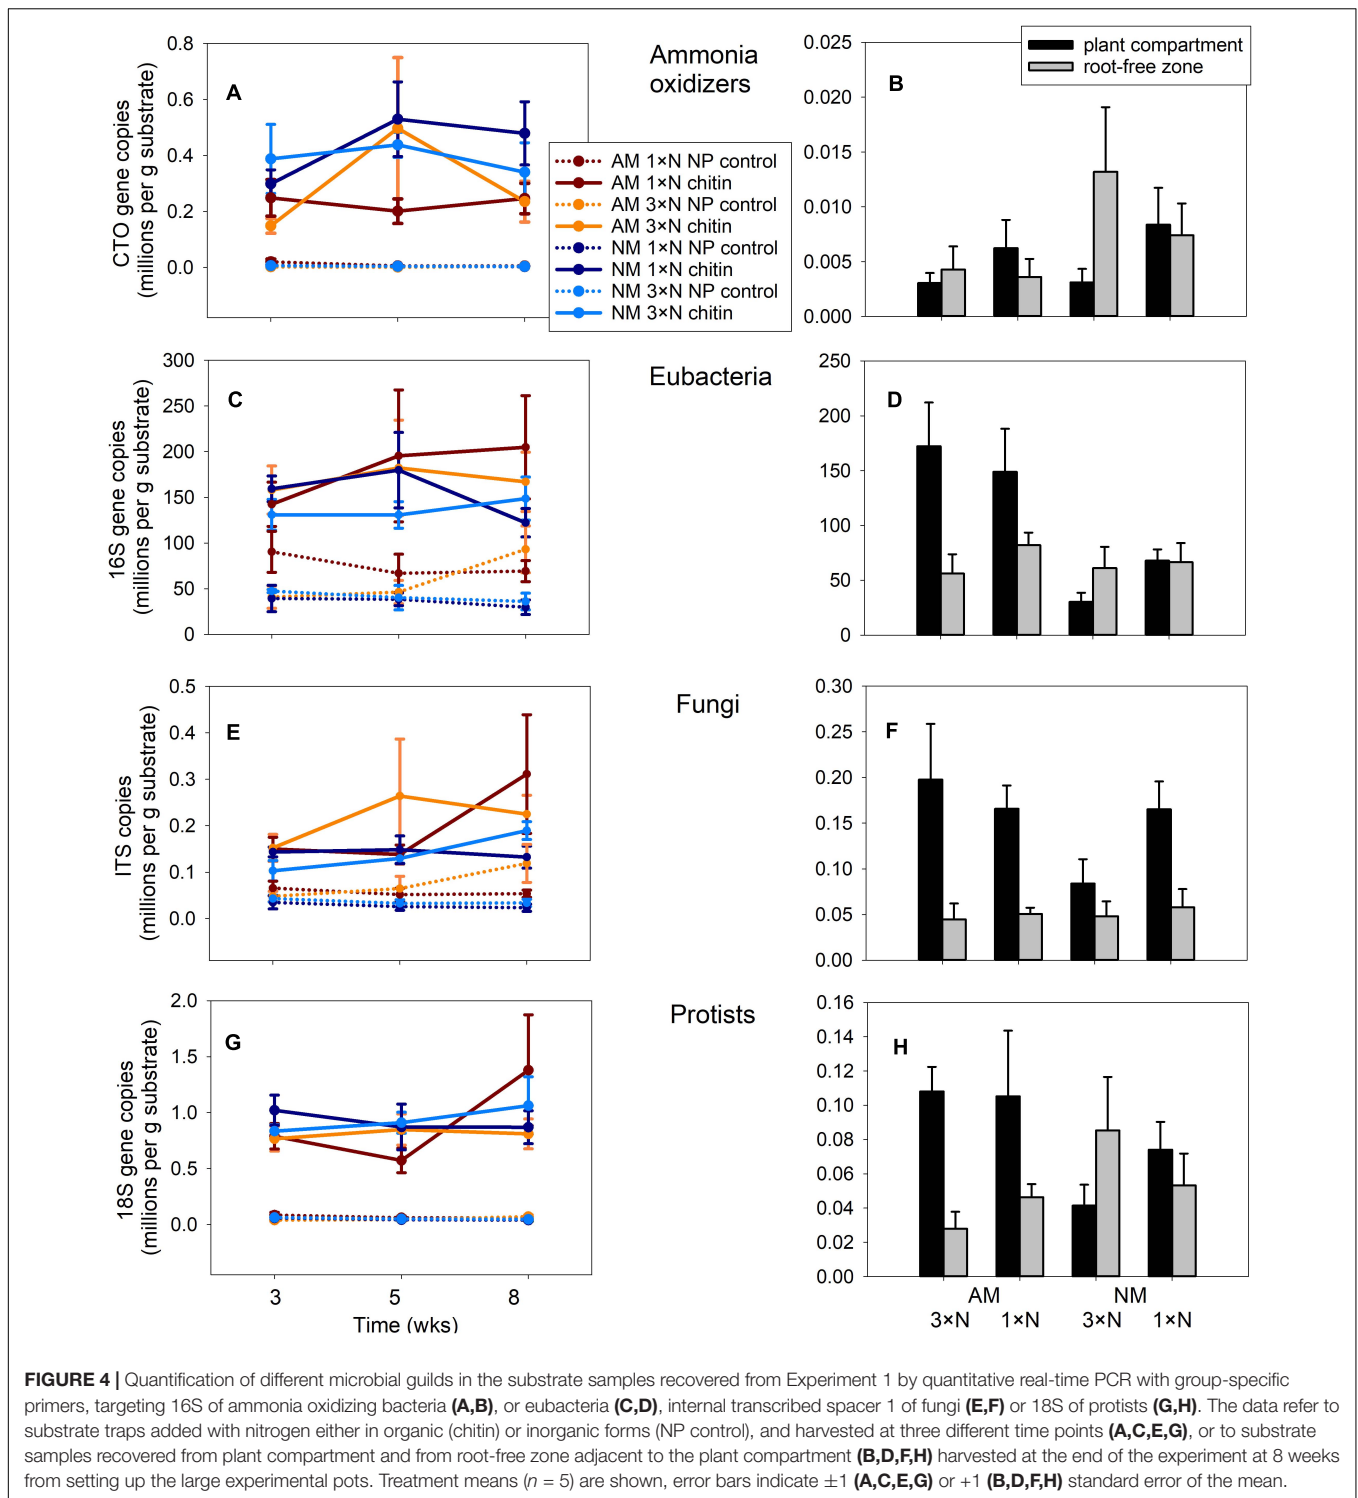 Ammonia
oxidizers
A
CTO gene copies
(millions per g substrate)
0.8
0.6
0.4
0.2
0.0
AM 1×N NP control
AM 1×N chitin
AM 3×N NP control
AM 3×N chitin
NM 1×N NP control
NM 1×N chitin
NM 3×N NP control
NM 3×N chitin
B
0.025
0.020
0.015
0.010
0.005
0.000
plant compartment
root-free zone
Eubacteria
C
16S gene copies
(millions per g substrate)
300
250
200
150
100
50
0
D
250
200
150
100
50
0
Fungi
E
ITS copies
(millions per g substrate)
0.5
0.4
0.3
0.2
0.1
0.0
F
0.30
0.25
0.20
0.15
0.10
0.05
0.00
Protists
G
18S gene copies
(millions per g substrate)
2.0
1.5
1.0
0.5
0.0
3 5 8
Time (wks)
H
0.16
0.14
0.12
0.10
0.08
0.06
0.04
0.02
0.00
AM NM
3×N 1×N 3×N 1×N
FIGURE 4 | Quantification of different microbial guilds in the substrate samples recovered from Experiment 1 by quantitative real-time PCR with group-specific
primers, targeting 16S of ammonia oxidizing bacteria (A,B), or eubacteria (C,D), internal transcribed spacer 1 of fungi (E,F) or 18S of protists (G,H). The data refer to
substrate traps added with nitrogen either in organic (chitin) or inorganic forms (NP control), and harvested at three different time points (A,C,E,G), or to substrate
samples recovered from plant compartment and from root-free zone adjacent to the plant compartment (B,D,F,H) harvested at the end of the experiment at 8 weeks
from setting up the large experimental pots. Treatment means (n = 5) are shown, error bars indicate ±1 (A,C,E,G) or +1 (B,D,F,H) standard error of the mean.